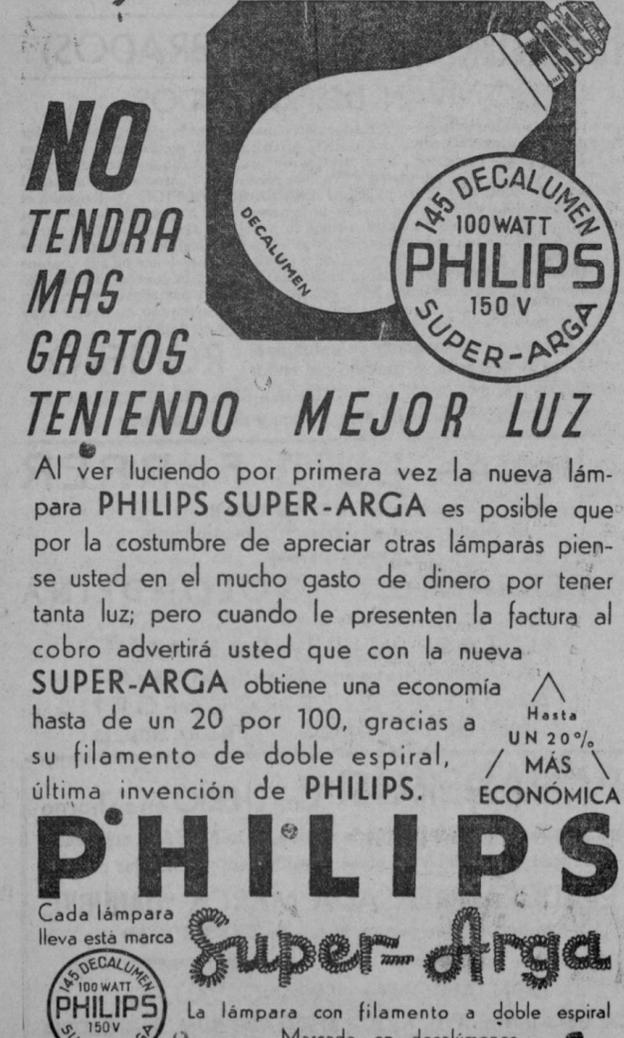 NO
TENDRA
MAS
GASTOS
TENIENDO MEJOR LUZ
DECALUMEN
145 DECALUMEN
100 WATT
PHILIPS
150 V
SUPER-ARGA
Al ver luciendo por primera vez la nueva lám-
para PHILIPS SUPER-ARGA es posible que
por la costumbre de apreciar otras lámparas pien-
se usted en el mucho gasto de dinero por tener
tanta luz; pero cuando le presenten la factura al
cobro advertirá usted que con la nueva
SUPER-ARGA obtiene una economía
hasta de un 20 por 100, gracias a
su filamento de doble espiral,
última invención de PHILIPS.
Hasta
UN 20%
MÁS
ECONÓMICA
PHILIPS
Cada lámpara
lleva esta marca
Super-Arga
145 DECALUMEN
100 WATT
PHILIPS
150 V
La lámpara con filamento a doble espiral
Marcada en decalúmenes